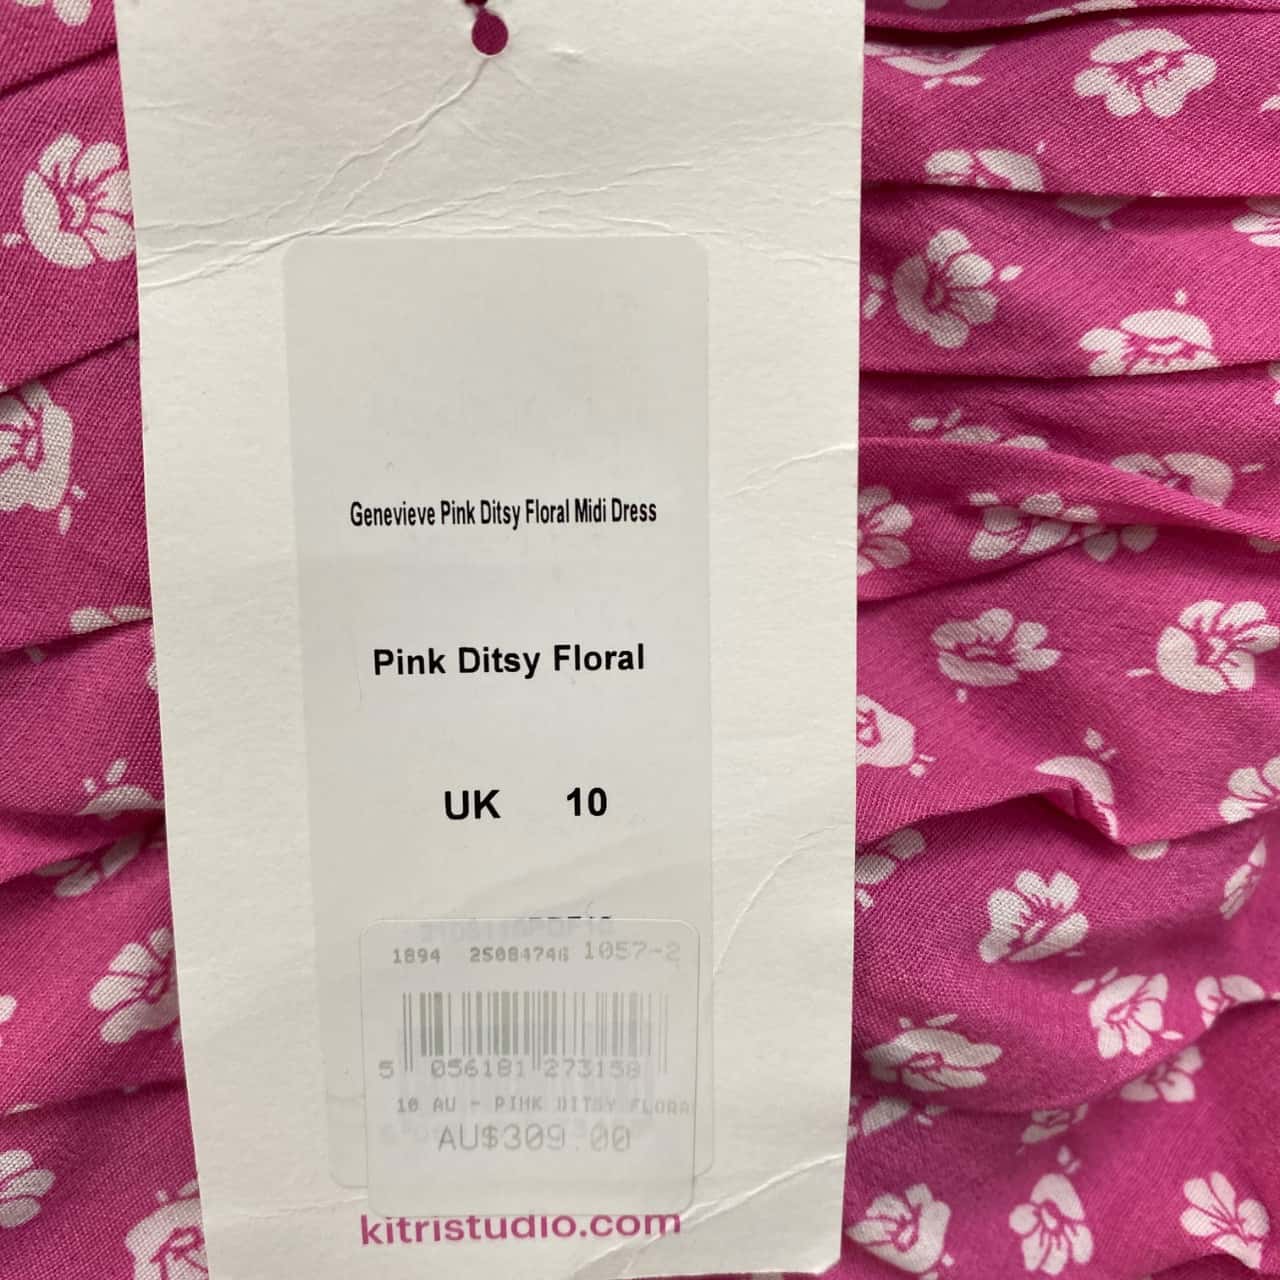 Genevieve Pink Ditsy Floral Midi Dress
Pink Ditsy Floral
UK 10
1894 25084746 1057-2
5 056181 273158
10 AU - PINK DITSY FLORA
AU$309.00
kitristudio.com